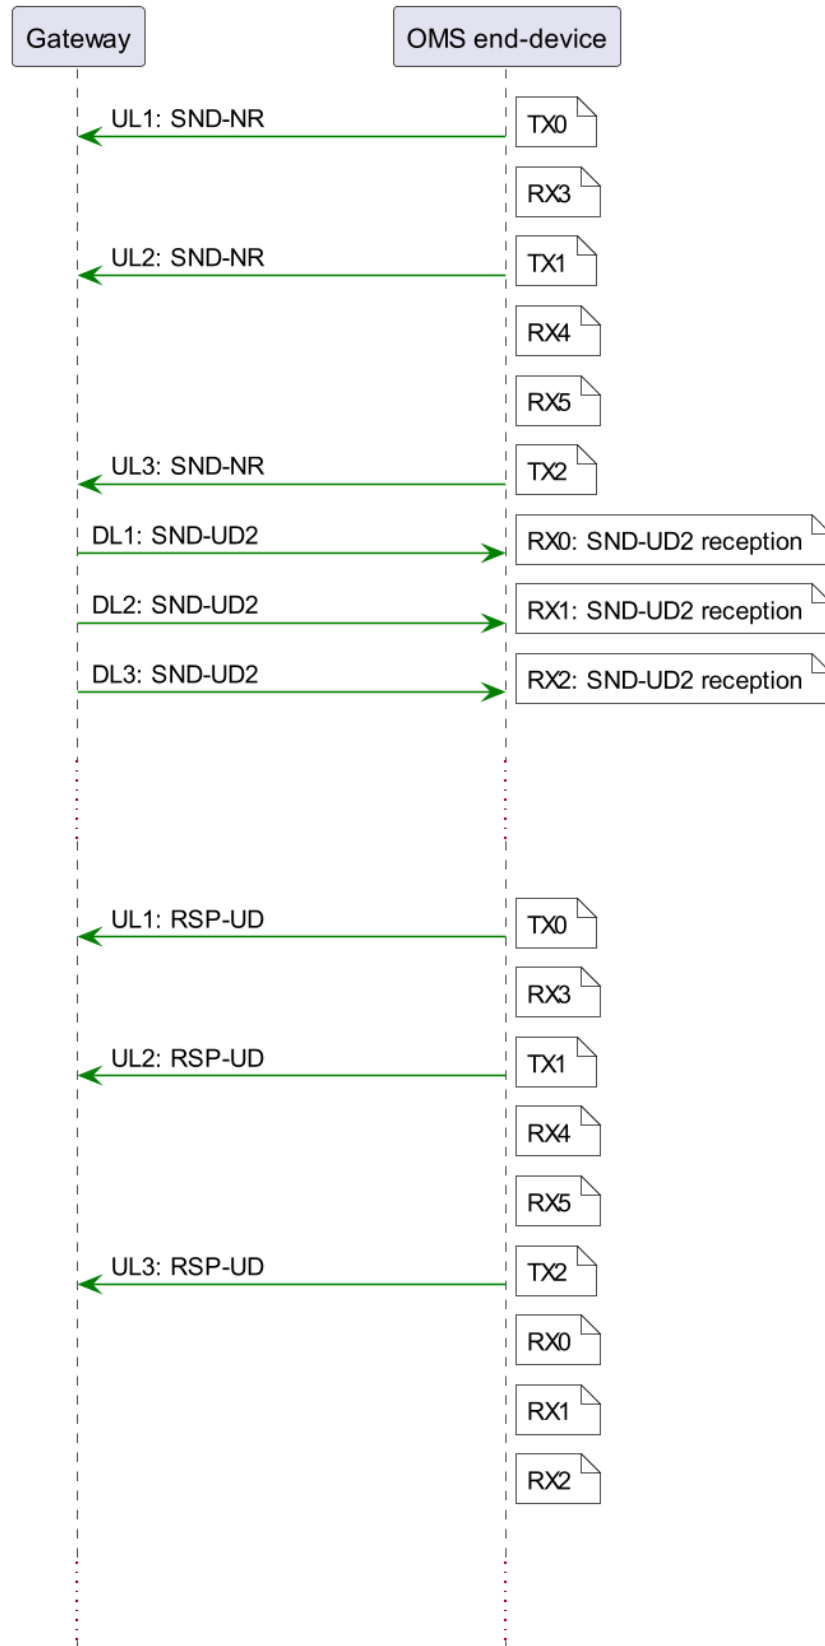 Gateway
OMS end-device
UL1: SND-NR
TX0
RX3
UL2: SND-NR
TX1
RX4
RX5
UL3: SND-NR
TX2
DL1: SND-UD2
RX0: SND-UD2 reception
DL2: SND-UD2
RX1: SND-UD2 reception
DL3: SND-UD2
RX2: SND-UD2 reception
UL1: RSP-UD
TX0
RX3
UL2: RSP-UD
TX1
RX4
RX5
UL3: RSP-UD
TX2
RX0
RX1
RX2